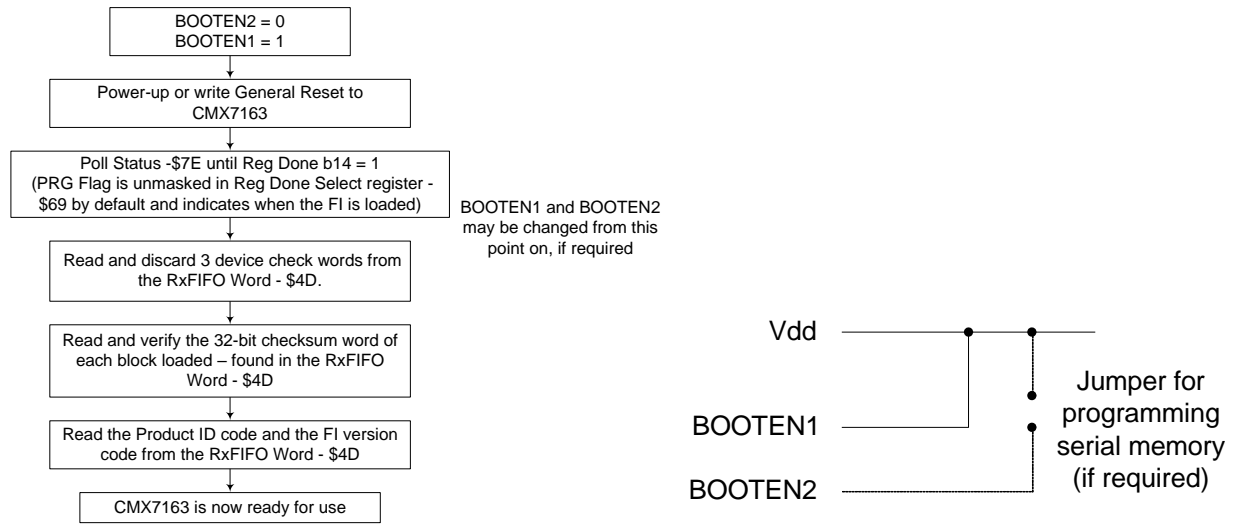 BOOTEN2 = 0
BOOTEN1 = 1
Power-up or write General Reset to
CMX7163
Poll Status -$7E until Reg Done b14 = 1
(PRG Flag is unmasked in Reg Done Select register -
$69 by default and indicates when the FI is loaded)
BOOTEN1 and BOOTEN2
may be changed from this
point on, if required
Read and discard 3 device check words from
the RxFIFO Word - $4D.
Read and verify the 32-bit checksum word of
each block loaded – found in the RxFIFO
Word - $4D
Read the Product ID code and the FI version
code from the RxFIFO Word - $4D
CMX7163 is now ready for use
Vdd
BOOTEN1
BOOTEN2
Jumper for
programming
serial memory
(if required)